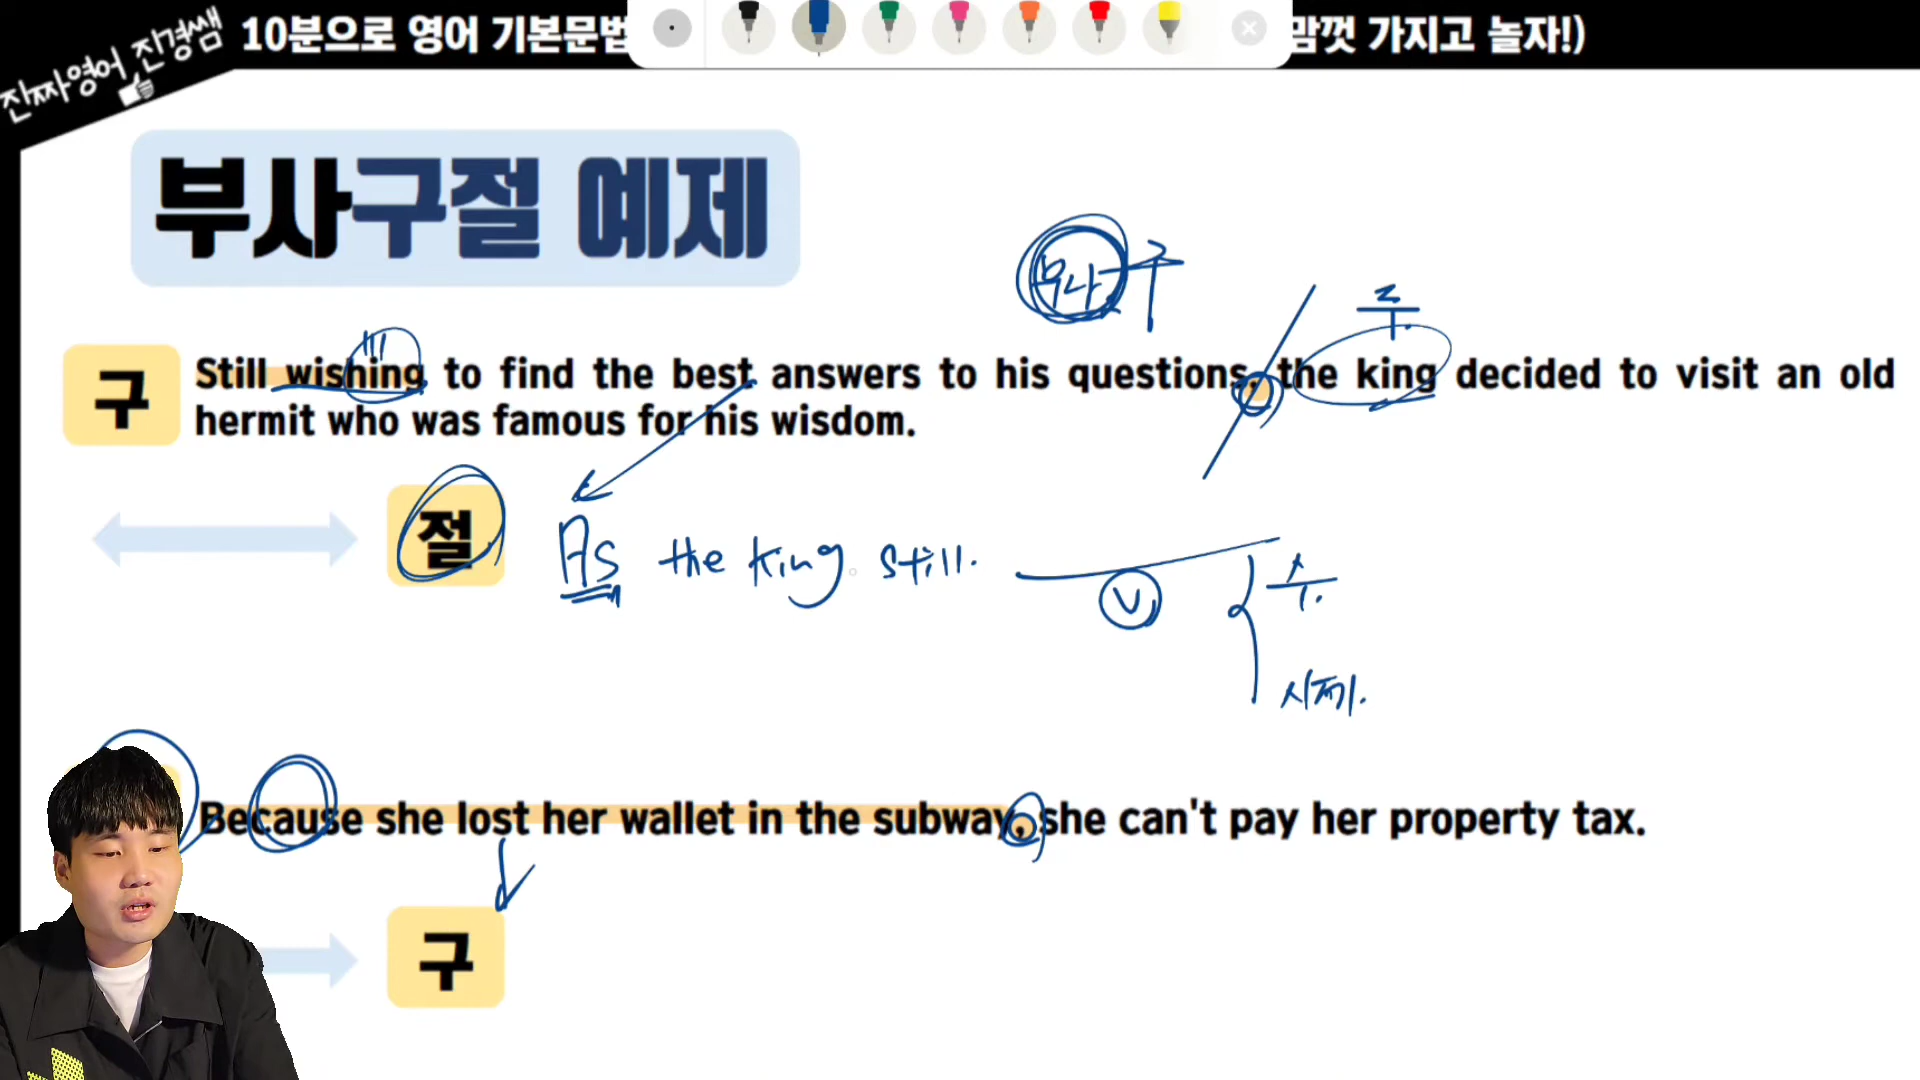 진짜영어 진경쌤
10분으로 영어 기본문법
맘껏 가지고 놀자!)
부사구절 예제
주
구
Still wishing to find the best answers to his questions, the king decided to visit an old
hermit who was famous for his wisdom.
절
As the king still.
V
수.
시제.
Because she lost her wallet in the subway, she can't pay her property tax.
구